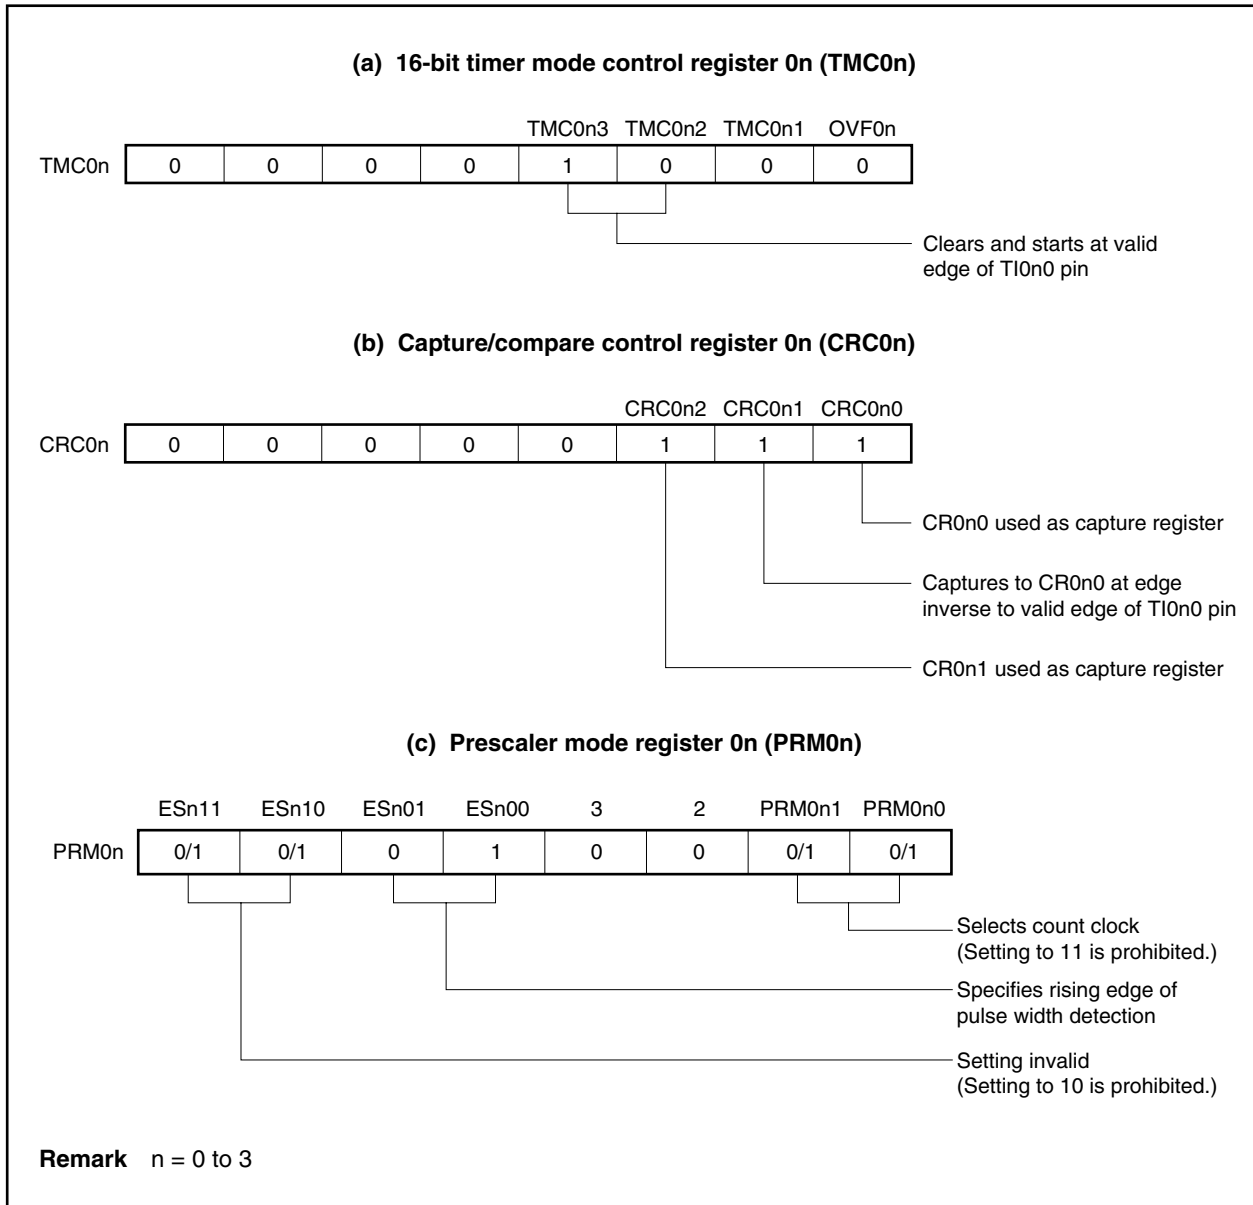 (a) 16-bit timer mode control register 0n (TMC0n)
TMC0n3 TMC0n2 TMC0n1 OVF0n
TMC0n 0 0 0 0 1 0 0 0
Clears and starts at valid
edge of TI0n0 pin
(b) Capture/compare control register 0n (CRC0n)
CRC0n2 CRC0n1 CRC0n0
CRC0n 0 0 0 0 0 1 1 1
CR0n0 used as capture register
Captures to CR0n0 at edge
inverse to valid edge of TI0n0 pin
CR0n1 used as capture register
(c) Prescaler mode register 0n (PRM0n)
ESn11 ESn10 ESn01 ESn00 3 2 PRM0n1 PRM0n0
PRM0n 0/1 0/1 0 1 0 0 0/1 0/1
Selects count clock
(Setting to 11 is prohibited.)
Specifies rising edge of
pulse width detection
Setting invalid
(Setting to 10 is prohibited.)
Remark n = 0 to 3